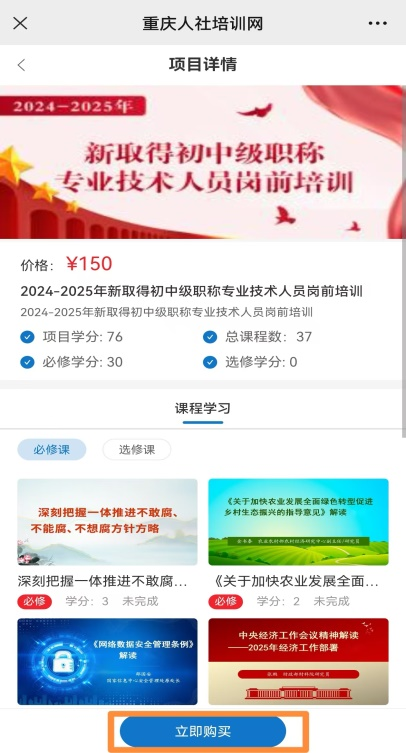 重庆人社培训网
项目详情
2024-2025年
新取得初中级职称
专业技术人员岗前培训
价格： ¥150
2024-2025年新取得初中级职称专业技术人员岗前培训
2024-2025年新取得初中级职称专业技术人员岗前培训
项目学分: 76
总课程数： 37
必修学分: 30
选修学分: 0
课程学习
必修课
选修课
深刻把握一体推进不敢腐、
不能腐、不想腐方针方略
《关于加快农业发展全面绿色转型促进
乡村生态振兴的指导意见》解读
深刻把握一体推进不敢腐...
必修 学分：3 未完成
《关于加快农业发展全面...
必修 学分：2 未完成
《网络数据安全管理条例》
解读
中央经济工作会议精神解读
——2025年经济工作部署
立即购买